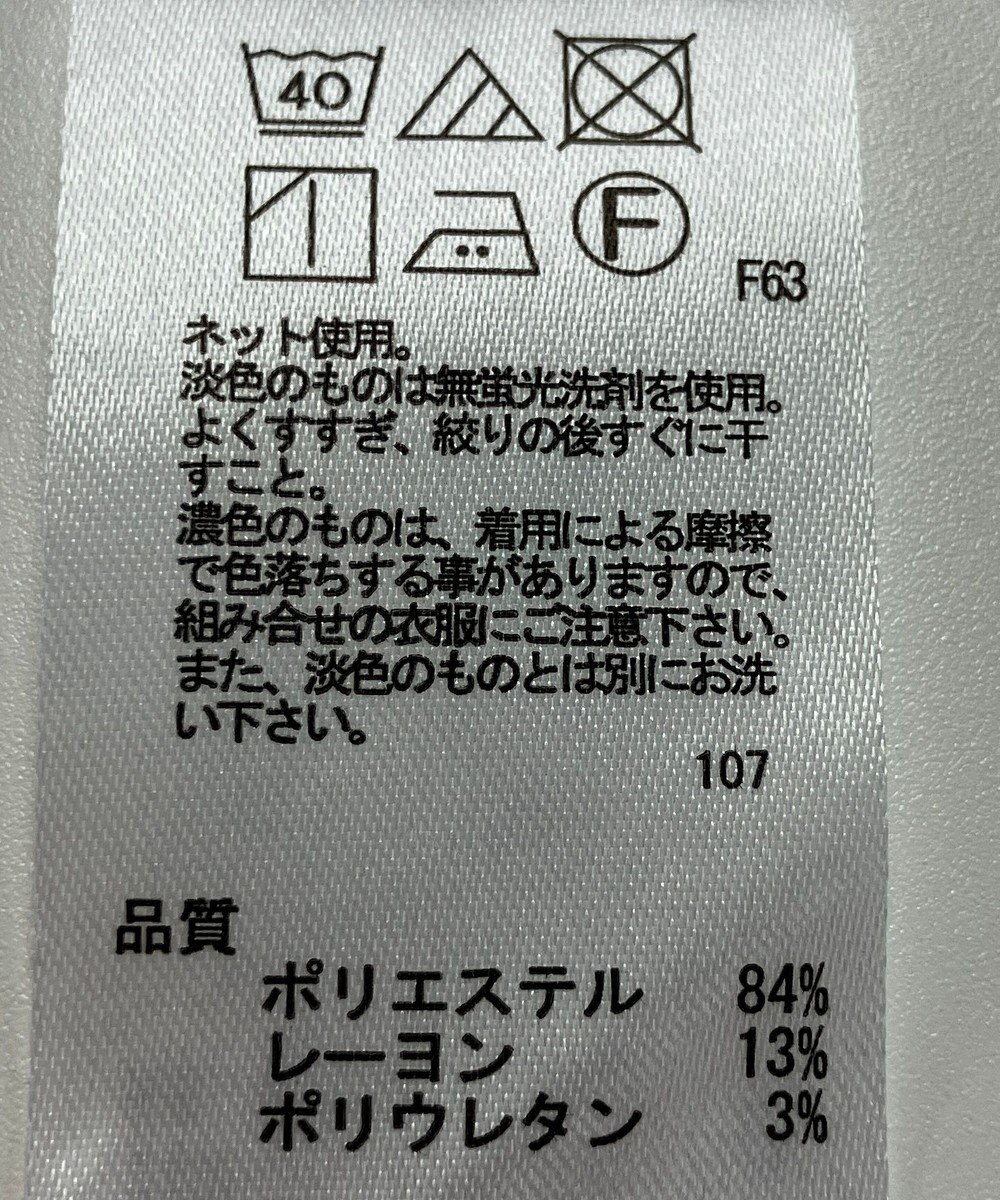 40
F
F63
ネット使用。
淡色のものは無蛍光洗剤を使用。
よくすすぎ、絞りの後すぐに干
すこと。
濃色のものは、着用による摩擦
で色落ちする事がありますので、
組み合せの衣服にご注意下さい。
また、淡色のものとは別にお洗
い下さい。
107
品質
ポリエステル 84%
レーヨン 13%
ポリウレタン 3%